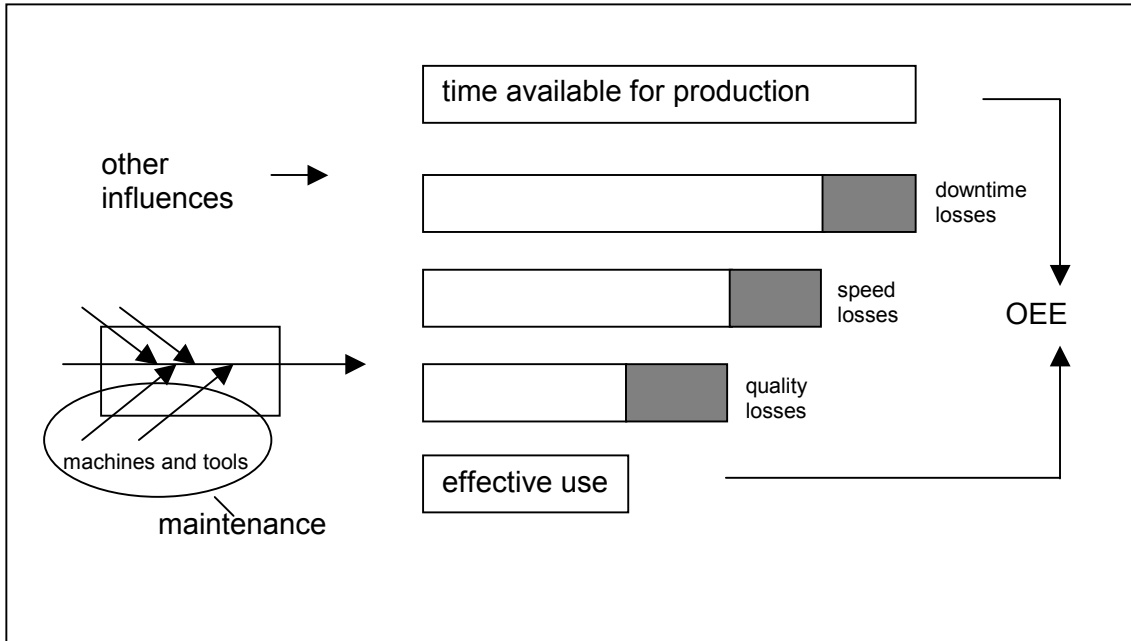 time available for production
other
influences
downtime
losses
speed
losses
OEE
quality
losses
machines and tools
effective use
maintenance